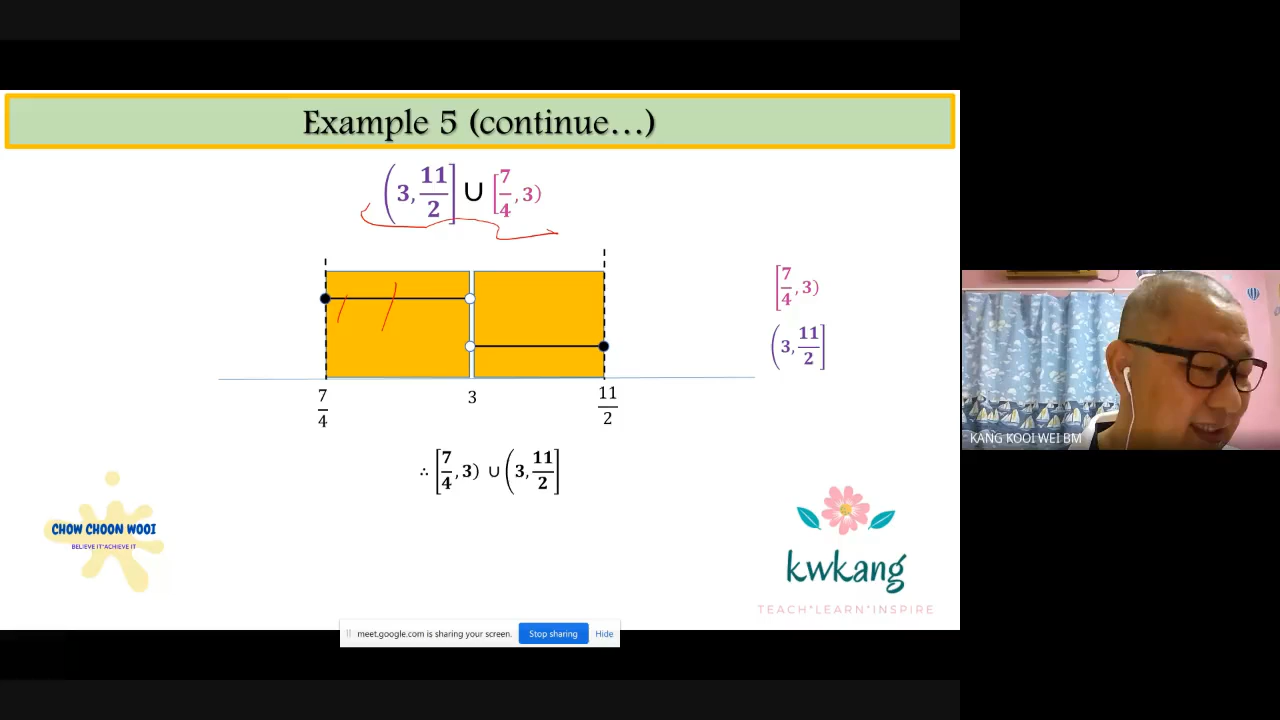 Example 5 (continue...)
(3, 11/2] ∪ [7/4, 3)
[7/4, 3)
(3, 11/2]
7/4 3 11/2
∴ [7/4, 3) ∪ (3, 11/2]
KANG KOOI WEI BM
CHOW CHOON WOOI
BELIEVE IT*ACHIEVE IT
kwkang
TEACH*LEARN*INSPIRE
meet.google.com is sharing your screen. Stop sharing Hide